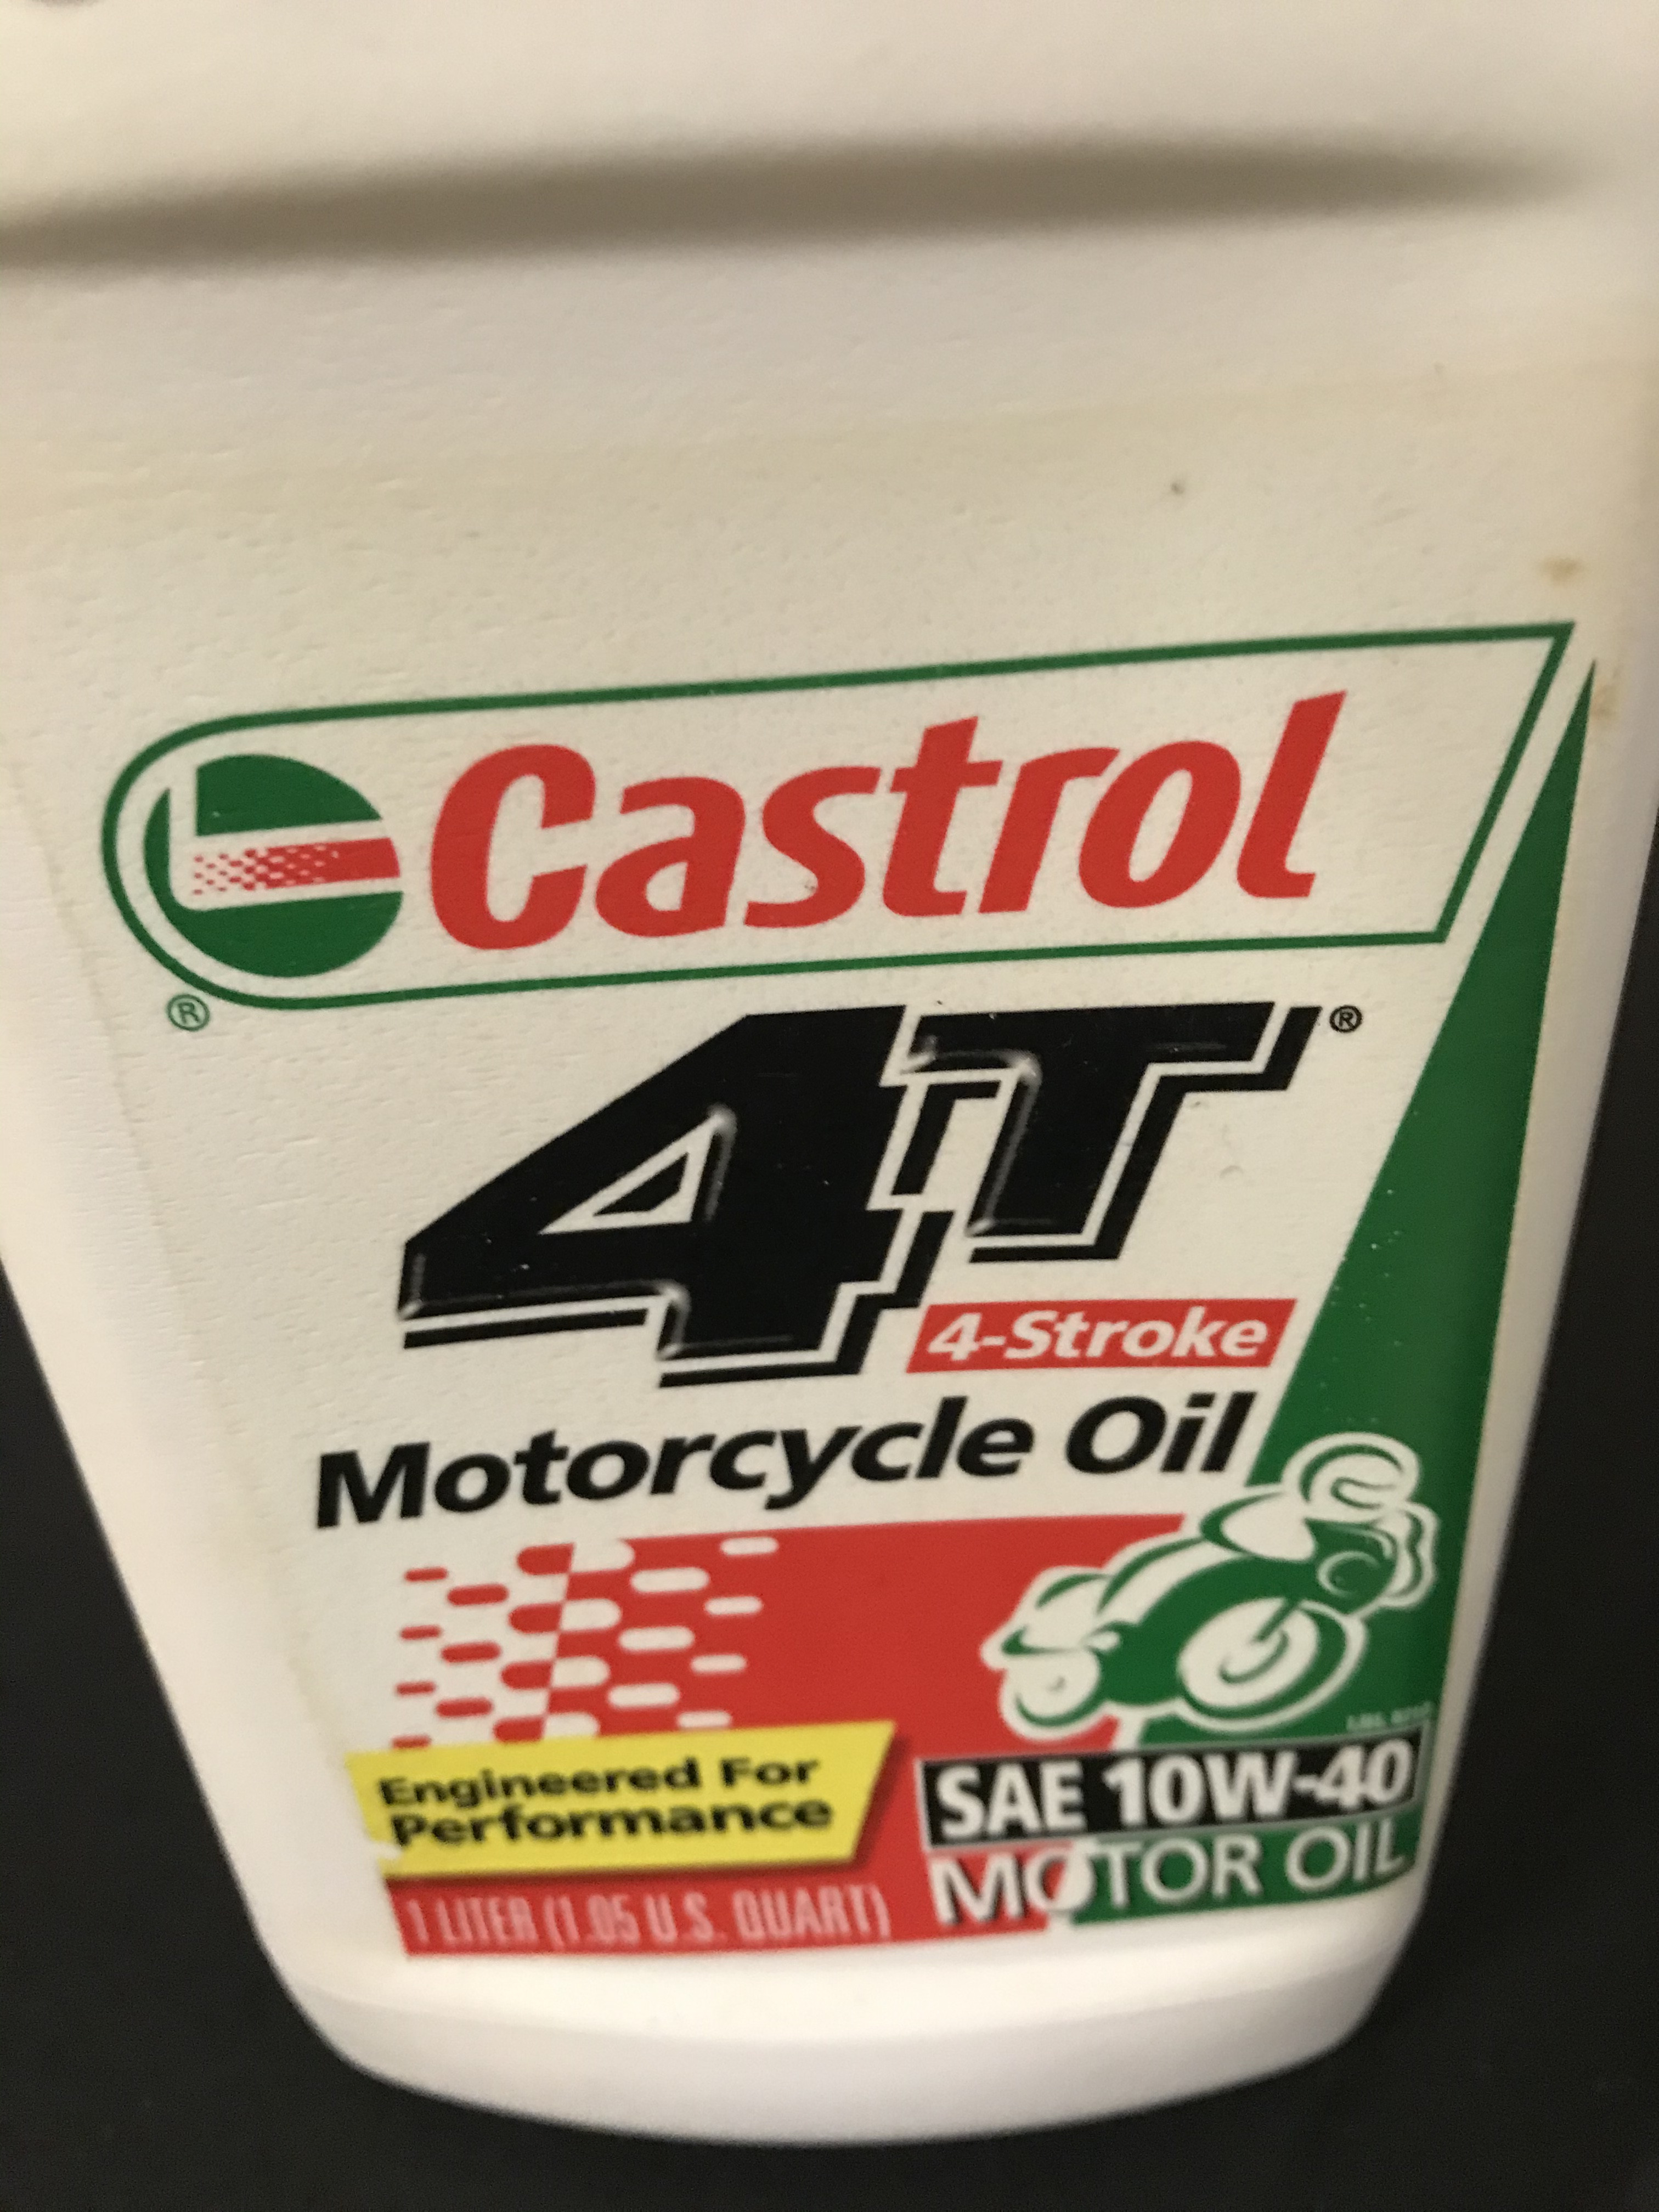 Castrol
®
4T®
4-Stroke
Motorcycle Oil
Engineered For
Performance
SAE 10W-40
MOTOR OIL
1 LITER (1.05 U.S. QUART)